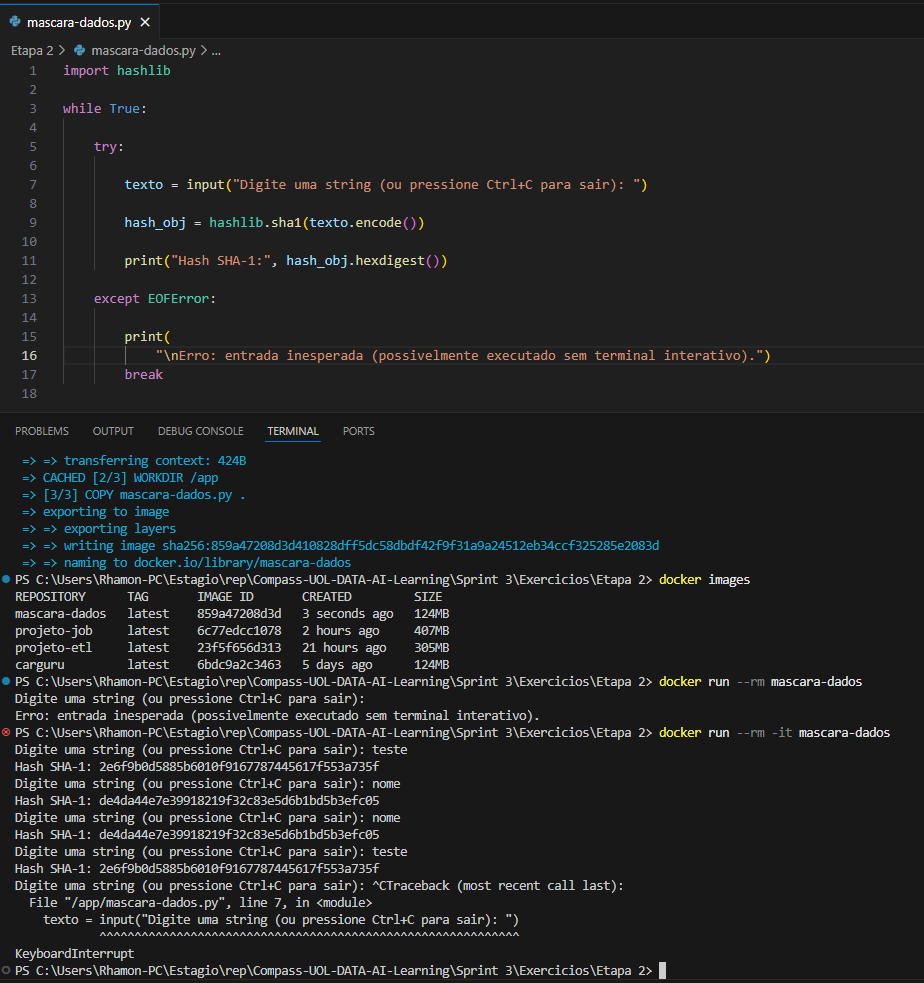 mascara-dados.py ×
Etapa 2 > mascara-dados.py > ...
1 import hashlib
2
3 while True:
4
5 try:
6
7 texto = input("Digite uma string (ou pressione Ctrl+C para sair): ")
8
9 hash_obj = hashlib.sha1(texto.encode())
10
11 print("Hash SHA-1:", hash_obj.hexdigest())
12
13 except EOFError:
14
15 print(
16 "\nErro: entrada inesperada (possivelmente executado sem terminal interativo).")
17 break
18
PROBLEMS OUTPUT DEBUG CONSOLE TERMINAL PORTS
=> => transferring context: 424B
=> CACHED [2/3] WORKDIR /app
=> [3/3] COPY mascara-dados.py .
=> exporting to image
=> => exporting layers
=> => writing image sha256:859a47208d3d410828dff5dc58dbdf42f9f31a9a24512eb34ccf325285e2083d
=> => naming to docker.io/library/mascara-dados
PS C:\Users\Rhamon-PC\Estagio\rep\Compass-UOL-DATA-AI-Learning\Sprint 3\Exercicios\Etapa 2> docker images
REPOSITORY TAG IMAGE ID CREATED SIZE
mascara-dados latest 859a47208d3d 3 seconds ago 124MB
projeto-job latest 6c77edcc1078 2 hours ago 407MB
projeto-etl latest 23f5f656d313 21 hours ago 305MB
carguru latest 6bdc9a2c3463 5 days ago 124MB
PS C:\Users\Rhamon-PC\Estagio\rep\Compass-UOL-DATA-AI-Learning\Sprint 3\Exercicios\Etapa 2> docker run --rm mascara-dados
Digite uma string (ou pressione Ctrl+C para sair):
Erro: entrada inesperada (possivelmente executado sem terminal interativo).
PS C:\Users\Rhamon-PC\Estagio\rep\Compass-UOL-DATA-AI-Learning\Sprint 3\Exercicios\Etapa 2> docker run --rm -it mascara-dados
Digite uma string (ou pressione Ctrl+C para sair): teste
Hash SHA-1: 2e6f9b0d5885b6010f9167787445617f553a735f
Digite uma string (ou pressione Ctrl+C para sair): nome
Hash SHA-1: de4da44e7e39918219f32c83e5d6b1bd5b3efc05
Digite uma string (ou pressione Ctrl+C para sair): nome
Hash SHA-1: de4da44e7e39918219f32c83e5d6b1bd5b3efc05
Digite uma string (ou pressione Ctrl+C para sair): teste
Hash SHA-1: 2e6f9b0d5885b6010f9167787445617f553a735f
Digite uma string (ou pressione Ctrl+C para sair): ^CTraceback (most recent call last):
File "/app/mascara-dados.py", line 7, in <module>
texto = input("Digite uma string (ou pressione Ctrl+C para sair): ")
^^^^^^^^^^^^^^^^^^^^^^^^^^^^^^^^^^^^^^^^^^^^^^^^^^^^^^^^^^^^
KeyboardInterrupt
PS C:\Users\Rhamon-PC\Estagio\rep\Compass-UOL-DATA-AI-Learning\Sprint 3\Exercicios\Etapa 2>